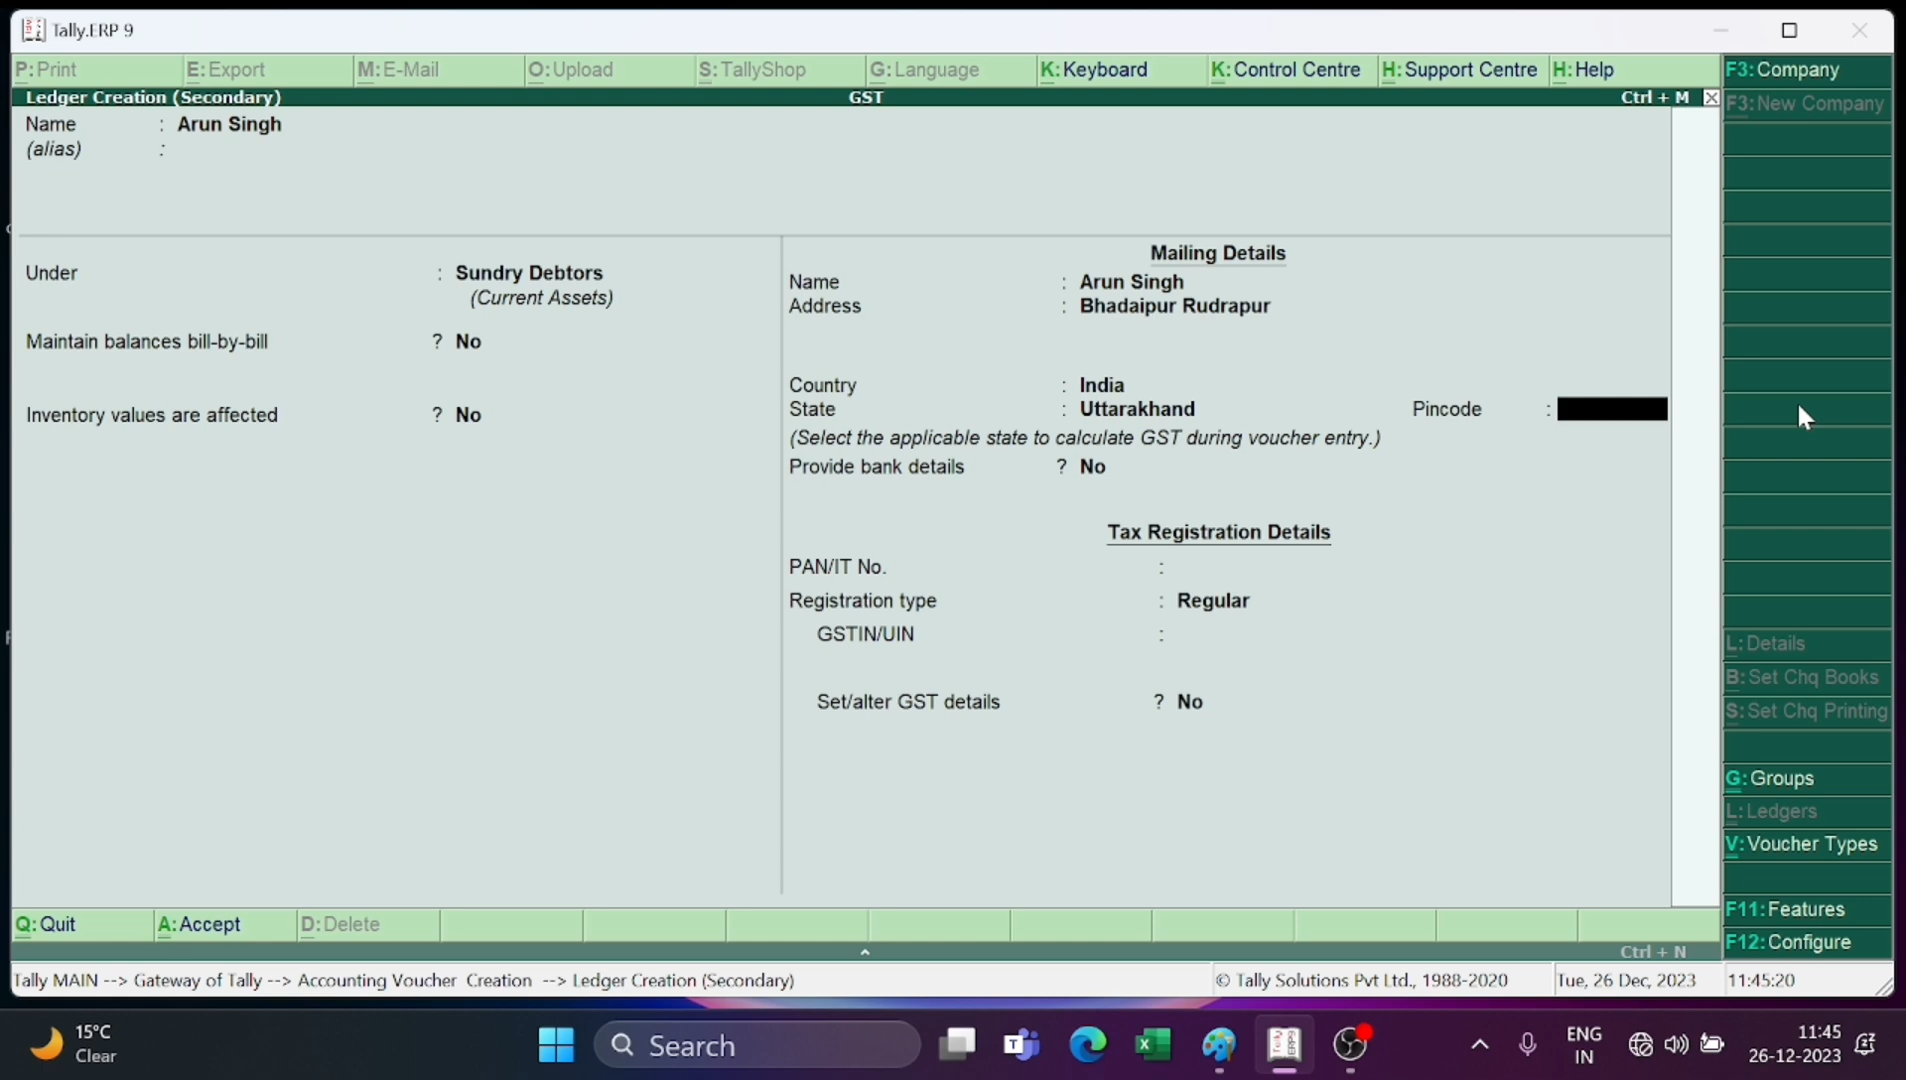 Tally.ERP 9
P: Print E: Export M: E-Mail O: Upload S: TallyShop G: Language K: Keyboard K: Control Centre H: Support Centre H: Help
F3: Company
Ledger Creation (Secondary) GST Ctrl + M
F3: New Company
Name : Arun Singh
(alias) :
Mailing Details
Under : Sundry Debtors
(Current Assets)
Name : Arun Singh
Address : Bhadaipur Rudrapur
Maintain balances bill-by-bill ? No
Country : India
Inventory values are affected ? No
State : Uttarakhand Pincode :
(Select the applicable state to calculate GST during voucher entry.)
Provide bank details ? No
Tax Registration Details
PAN/IT No. :
Registration type : Regular
GSTIN/UIN :
Set/alter GST details ? No
L: Details
B: Set Chq Books
S: Set Chq Printing
G: Groups
L: Ledgers
V: Voucher Types
F11: Features
F12: Configure
Q: Quit A: Accept D: Delete
Ctrl + N
Tally MAIN --> Gateway of Tally --> Accounting Voucher Creation --> Ledger Creation (Secondary) © Tally Solutions Pvt Ltd., 1988-2020 Tue, 26 Dec, 2023 11:45:20
15°C
Clear
Search
ENG
IN
11:45
26-12-2023